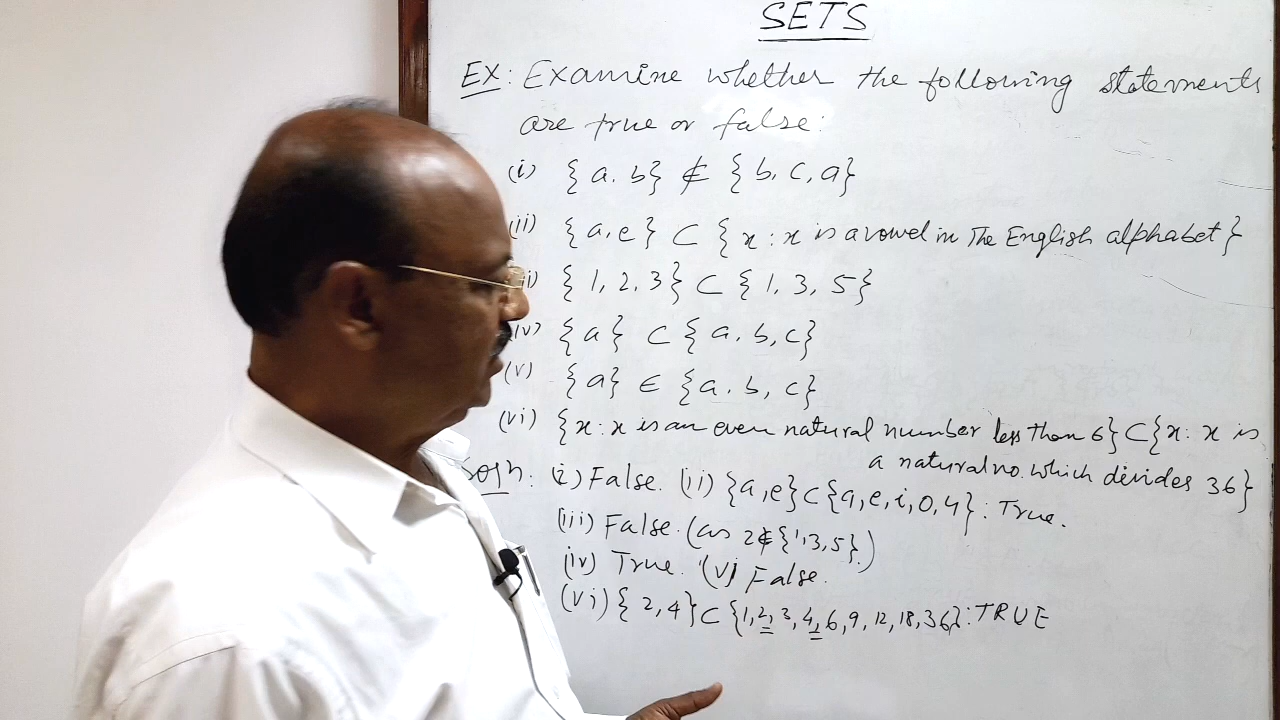 SETS
EX: Examine whether the following statements
are true or false:
(i) {a, b} ⊄ {b, c, a}
(ii) {a, e} ⊂ {x : x is a vowel in The English alphabet}
i) {1, 2, 3} ⊂ {1, 3, 5}
iv) {a} ⊂ {a, b, c}
(v) {a} ∈ {a, b, c}
(vi) {x : x is an even natural number less than 6} ⊂ {x : x is
a natural no. which divides 36}
Soln. (i) False. (ii) {a, e} ⊂ {a, e, i, o, u} : True.
(iii) False. (as 2 ∉ {1, 3, 5}.)
(iv) True. (v) False.
(vi) {2, 4} ⊂ {1, 2, 3, 4, 6, 9, 12, 18, 36} : TRUE